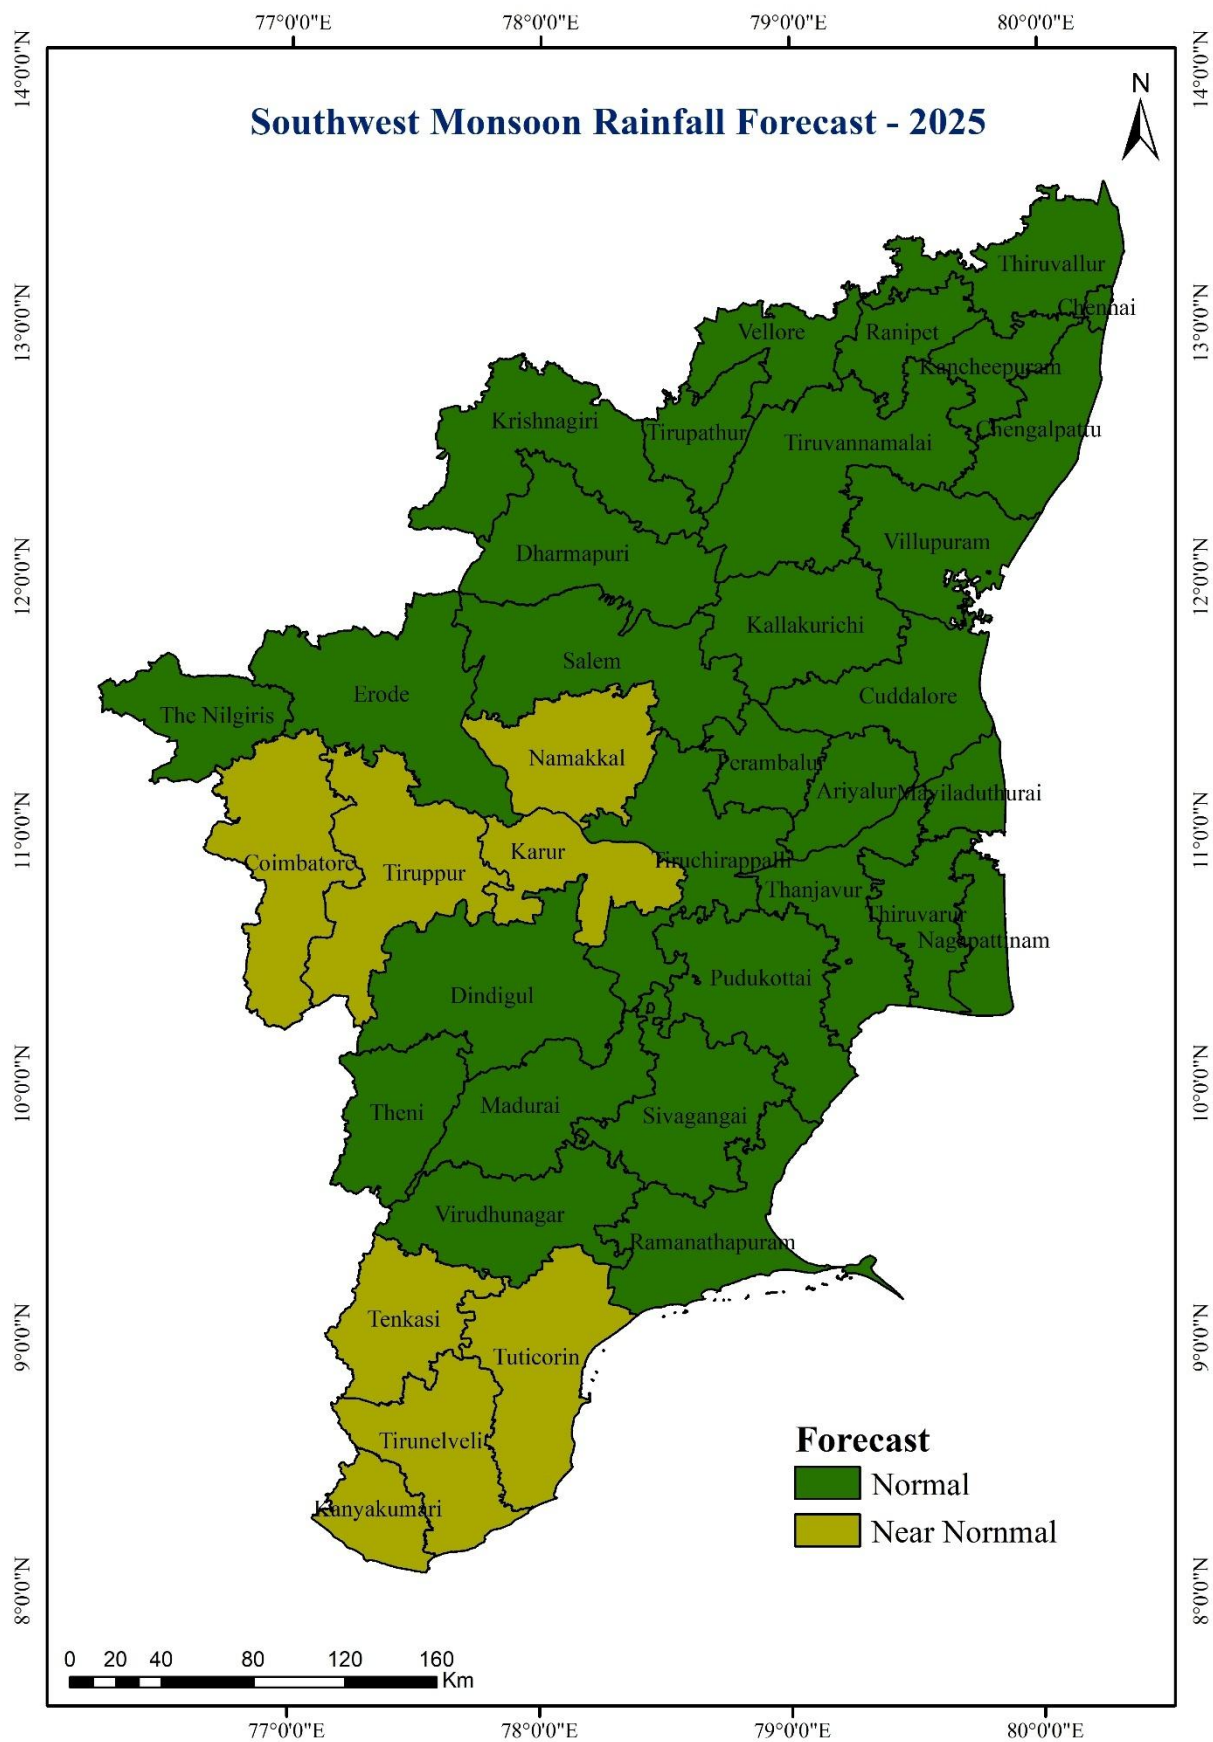 77°0'0"E 78°0'0"E 79°0'0"E 80°0'0"E
14°0'0"N 14°0'0"N
N
Southwest Monsoon Rainfall Forecast - 2025
Thiruvallur
Chennai
13°0'0"N 13°0'0"N
Vellore Ranipet
Kancheepuram
Krishnagiri Tirupathur Tiruvannamalai Chengalpattu
Dharmapuri Villupuram
12°0'0"N 12°0'0"N
Kallakurichi
Salem
Erode Cuddalore
The Nilgiris
Namakkal Perambalur
Ariyalur Mayiladuthurai
11°0'0"N 11°0'0"N
Coimbatore Tiruppur Karur Tiruchirappalli
Thanjavur
Thiruvarur
Nagapattinam
Pudukottai
Dindigul
10°0'0"N 10°0'0"N
Theni Madurai Sivagangai
Virudhunagar
Ramanathapuram
Tenkasi
9°0'0"N 9°0'0"N
Tuticorin
Tirunelveli
Kanyakumari
Forecast
Normal
Near Nornmal
8°0'0"N 8°0'0"N
0 20 40 80 120 160
Km
77°0'0"E 78°0'0"E 79°0'0"E 80°0'0"E